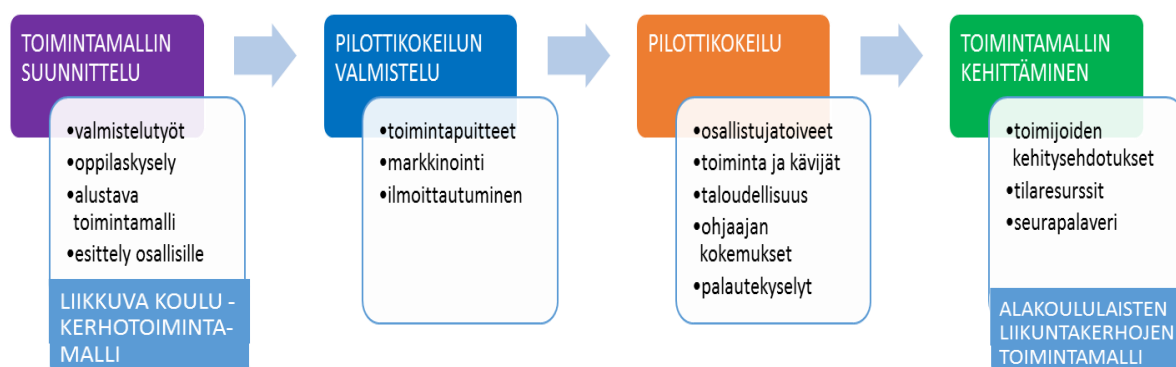 TOIMINTAMALLIN
SUUNNITTELU
•valmistelutyöt
•oppilaskysely
•alustava
toimintamalli
•esittely osallisille
LIIKKUVA KOULU -
KERHOTOIMINTA-
MALLI
PILOTTIKOKEILUN
VALMISTELU
•toimintapuitteet
•markkinointi
•ilmoittautuminen
PILOTTIKOKEILU
•osallistujatoiveet
•toiminta ja kävijät
•taloudellisuus
•ohjaajan
kokemukset
•palautekyselyt
TOIMINTAMALLIN
KEHITTÄMINEN
•toimijoiden
kehitysehdotukset
•tilaresurssit
•seurapalaveri
ALAKOULULAISTEN
LIIKUNTAKERHOJEN
TOIMINTAMALLI